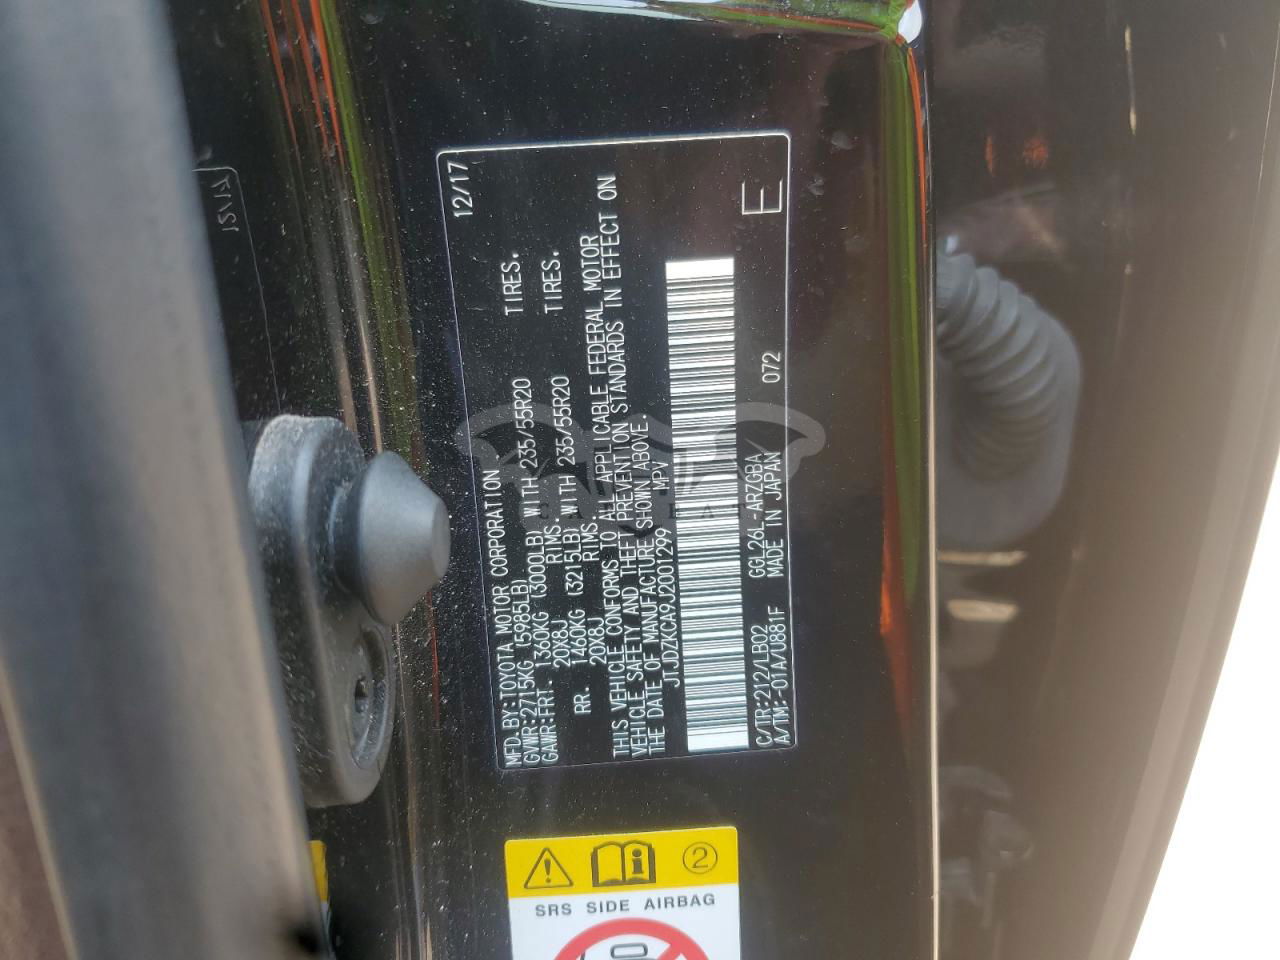 MFD.BY:TOYOTA MOTOR CORPORATION 12/17
GVWR:2715KG (5985LB)
GAWR:FRT. 1360KG (3000LB) WITH 235/55R20 TIRES.
20X8J RIMS.
RR. 1460KG (3215LB) WITH 235/55R20 TIRES.
20X8J RIMS.
THIS VEHICLE CONFORMS TO ALL APPLICABLE FEDERAL MOTOR
VEHICLE SAFETY AND THEFT PREVENTION STANDARDS IN EFFECT ON
THE DATE OF MANUFACTURE SHOWN ABOVE.
JTJDZKCA9J2001299 MPV
C/TR:212/LB02 GGL26L-ARZGBA
A/TM:-01A/U881F MADE IN JAPAN 072 E
2
SRS SIDE AIRBAG